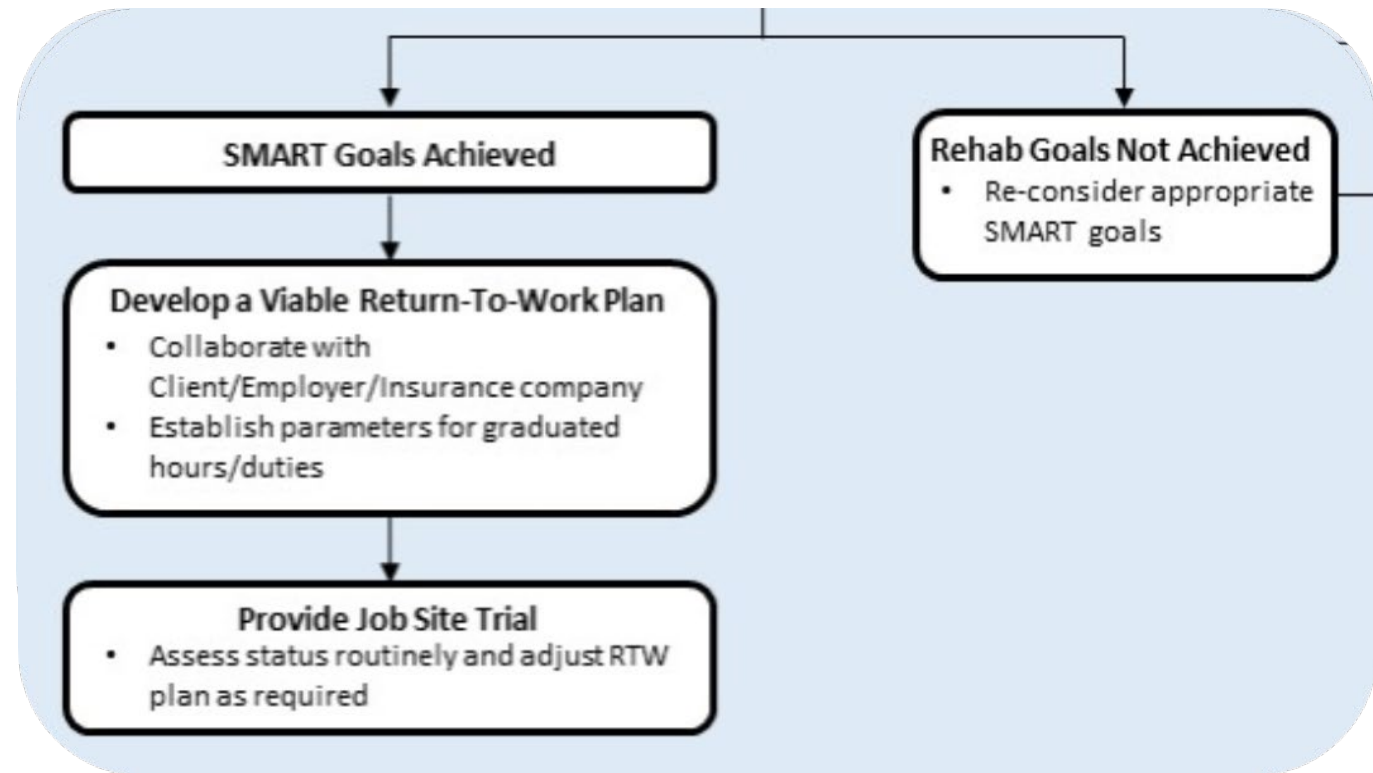 SMART Goals Achieved
Develop a Viable Return-To-Work Plan
• Collaborate with
Client/Employer/Insurance company
• Establish parameters for graduated
hours/duties
Provide Job Site Trial
• Assess status routinely and adjust RTW
plan as required
Rehab Goals Not Achieved
• Re-consider appropriate
SMART goals